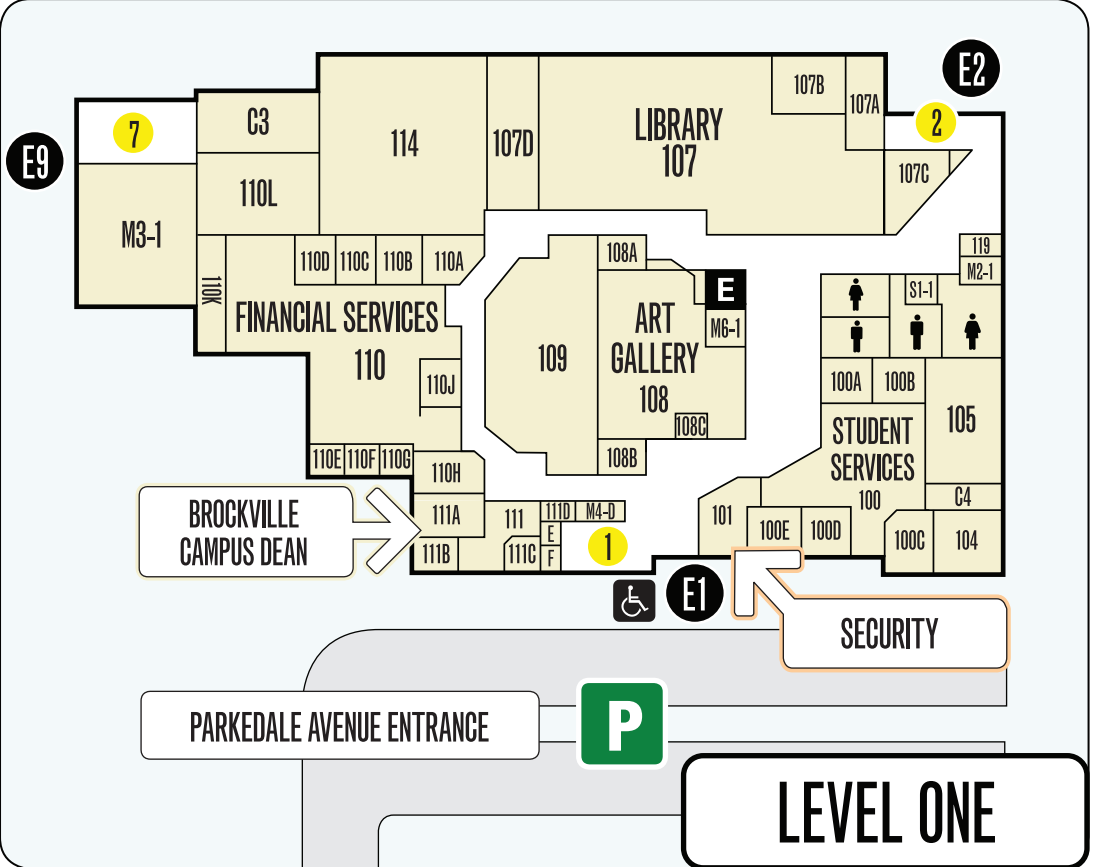 E2
107B
107A
C3
7
2
LIBRARY
107
114
107D
E9
107C
110L
M3-1
119
108A
110D
110C
110B
110A
M2-1
110K
E
S1-1
FINANCIAL SERVICES
110
ART
GALLERY
108
M6-1
109
110J
100A
100B
108C
105
STUDENT
SERVICES
100
110E
110F
110G
108B
110H
C4
BROCKVILLE
CAMPUS DEAN
111A
111
111D
M4-D
101
100E
100D
E
F
1
100C
104
111B
111C
E1
SECURITY
PARKEDALE AVENUE ENTRANCE
P
LEVEL ONE